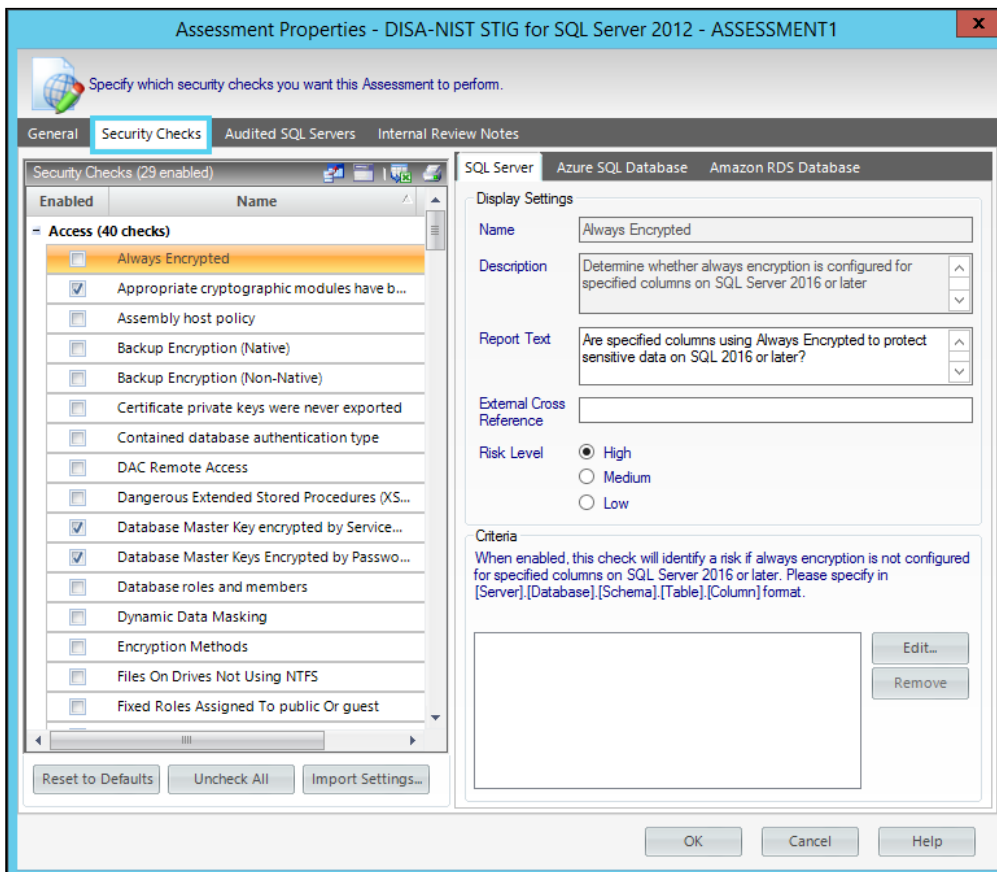 Assessment Properties - DISA-NIST STIG for SQL Server 2012 - ASSESSMENT1
x
Specify which security checks you want this Assessment to perform.
General Security Checks Audited SQL Servers Internal Review Notes
Security Checks (29 enabled)
Enabled Name
Access (40 checks)
Always Encrypted
Appropriate cryptographic modules have b...
Assembly host policy
Backup Encryption (Native)
Backup Encryption (Non-Native)
Certificate private keys were never exported
Contained database authentication type
DAC Remote Access
Dangerous Extended Stored Procedures (XS...
Database Master Key encrypted by Service...
Database Master Keys Encrypted by Passwo...
Database roles and members
Dynamic Data Masking
Encryption Methods
Files On Drives Not Using NTFS
Fixed Roles Assigned To public Or guest
Reset to Defaults Uncheck All Import Settings...
SQL Server Azure SQL Database Amazon RDS Database
Display Settings
Name Always Encrypted
Description Determine whether always encryption is configured for
specified columns on SQL Server 2016 or later
Report Text Are specified columns using Always Encrypted to protect
sensitive data on SQL 2016 or later?
External Cross
Reference
Risk Level High
Medium
Low
Criteria
When enabled, this check will identify a risk if always encryption is not configured
for specified columns on SQL Server 2016 or later. Please specify in
[Server].[Database].[Schema].[Table].[Column] format.
Edit...
Remove
OK Cancel Help